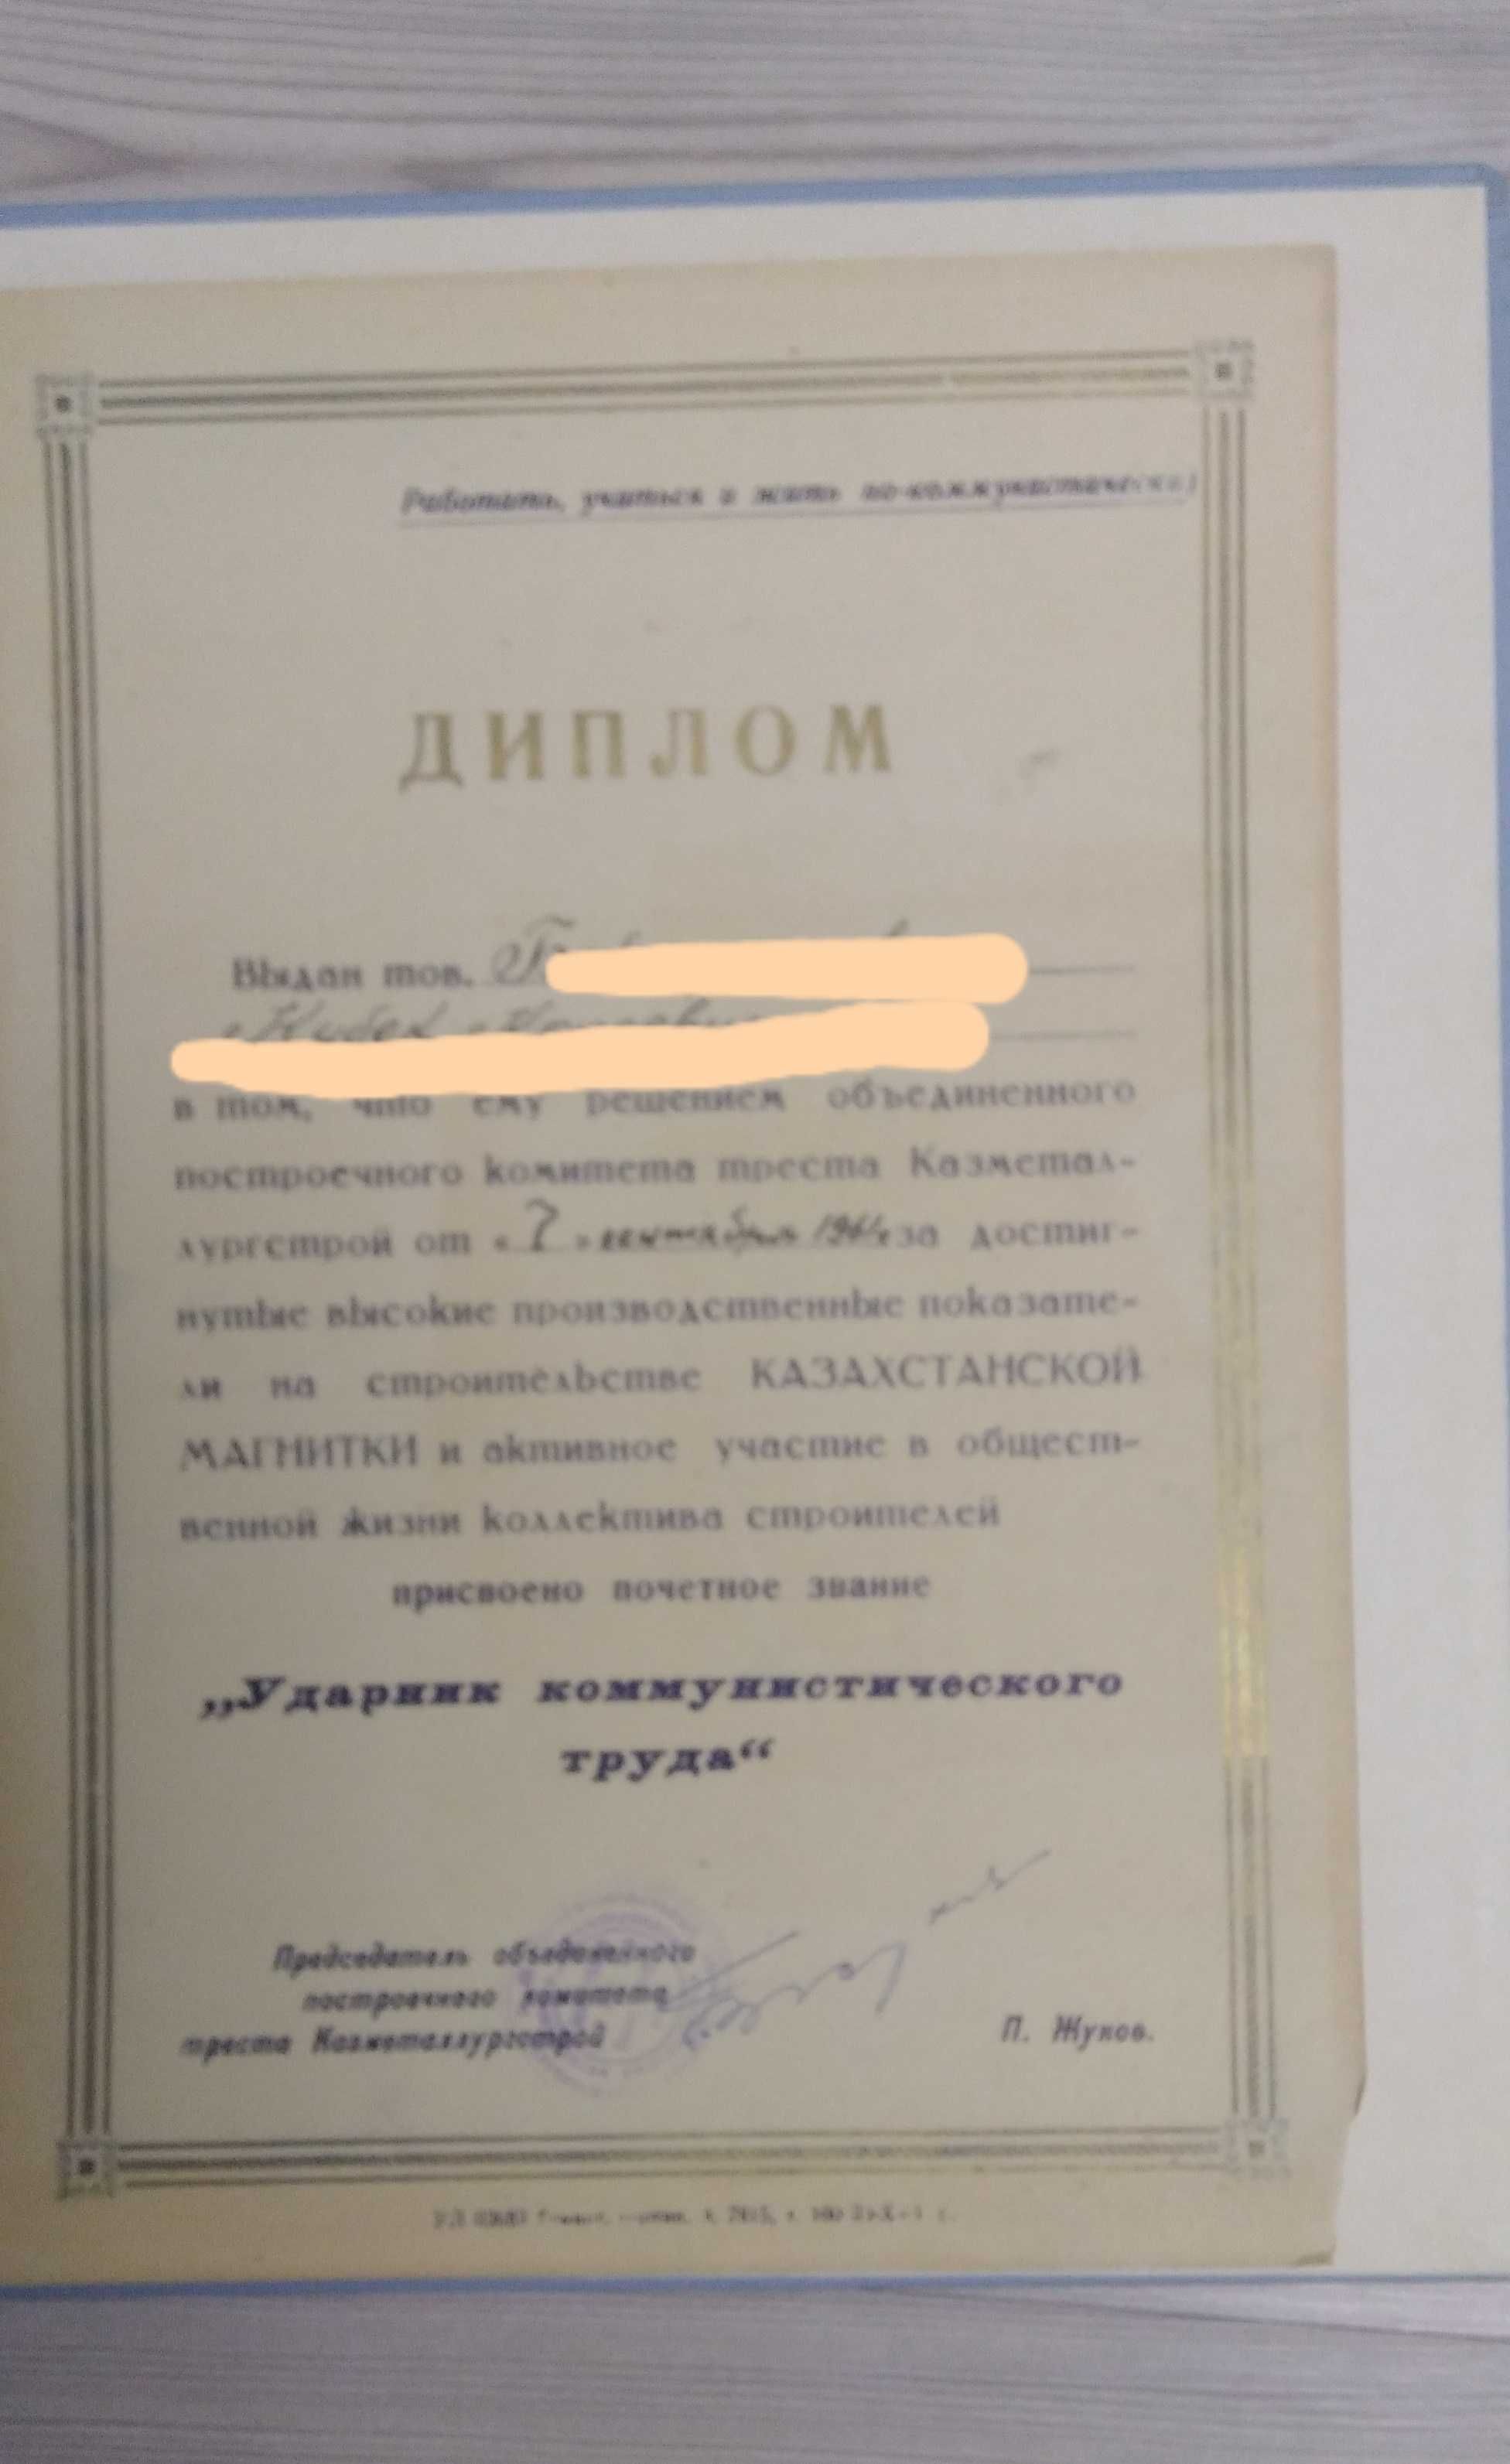 Работать, учиться и жить по-коммунистически!
ДИПЛОМ
Выдан тов.
в том, что ему решением объединенного
построечного комитета треста Казметал-
лургстрой от « 7 » сентября за достиг-
нутые высокие производственные показате-
ли на строительстве КАЗАХСТАНСКОЙ
МАГНИТКИ и активное участие в общест-
венной жизни коллектива строителей
присвоено почетное звание
„Ударник коммунистического
труда“
Председатель объединенного
построечного комитета
треста Казметаллургстрой
П. Жуков.